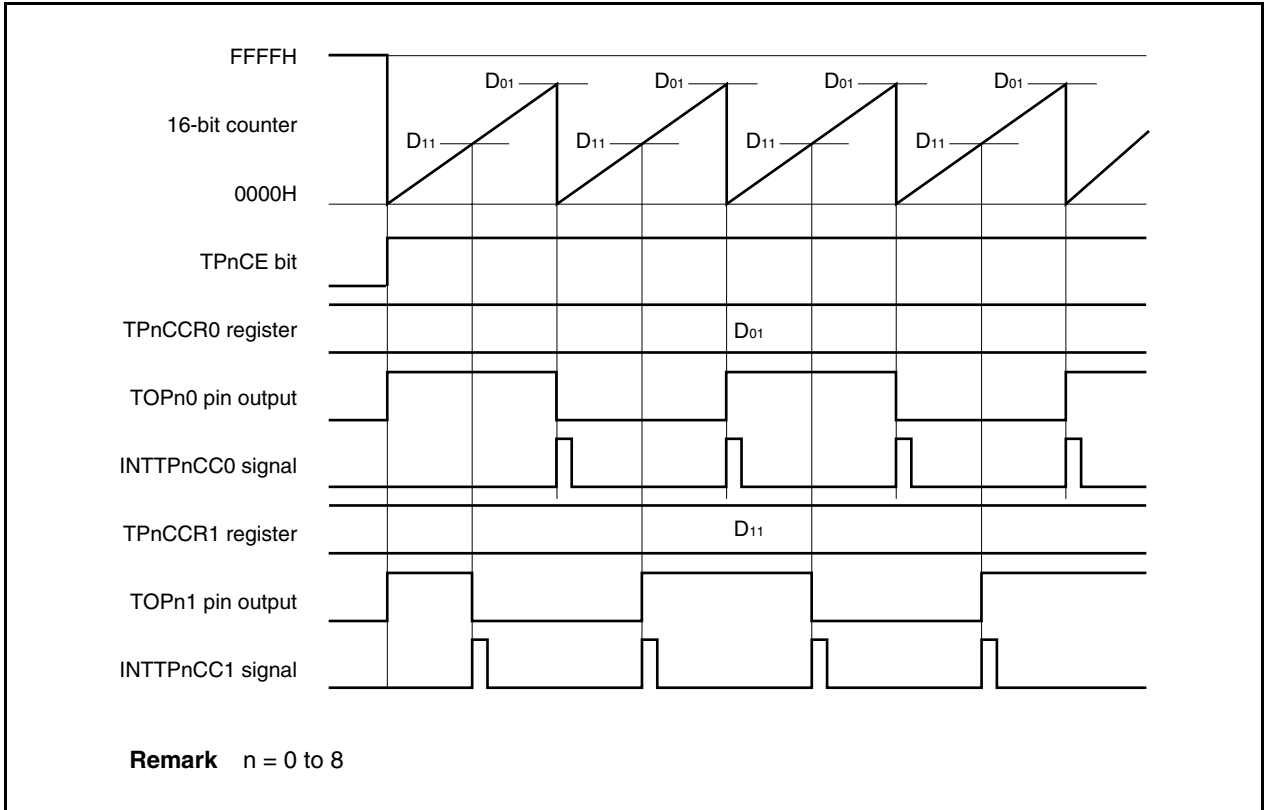 FFFFH
D01 D01 D01 D01
16-bit counter
D11 D11 D11 D11
0000H
TPnCE bit
TPnCCR0 register
D01
TOPn0 pin output
INTTPnCC0 signal
TPnCCR1 register
D11
TOPn1 pin output
INTTPnCC1 signal
Remark n = 0 to 8